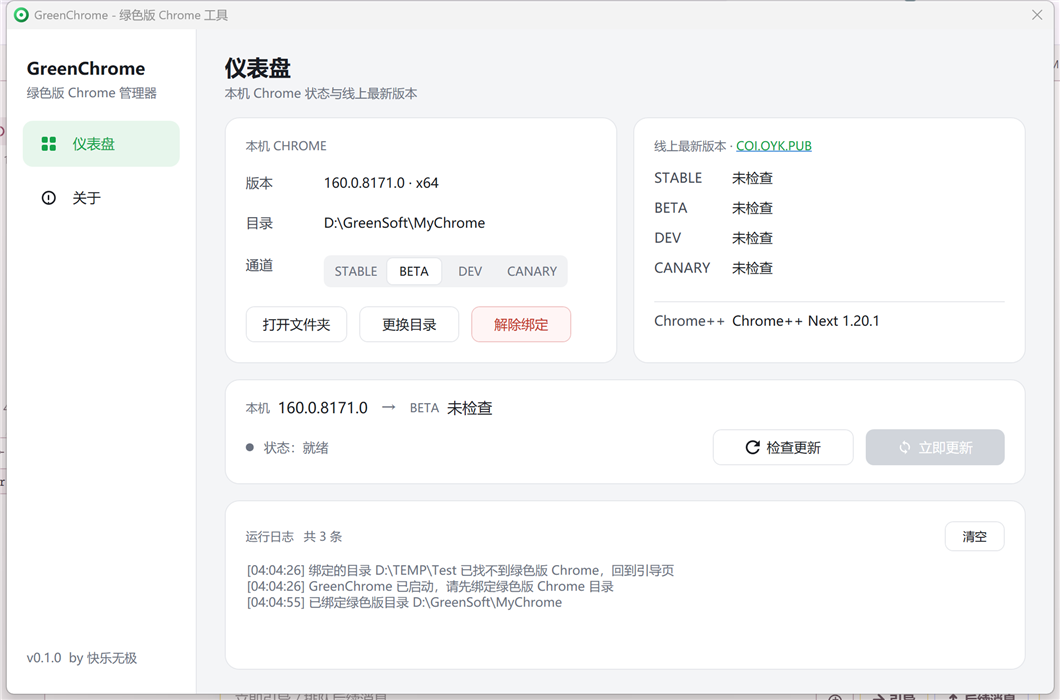 GreenChrome - 绿色版 Chrome 工具
GreenChrome
绿色版 Chrome 管理器
仪表盘
关于
v0.1.0 by 快乐无极
仪表盘
本机 Chrome 状态与线上最新版本
本机 CHROME
版本 160.0.8171.0 · x64
目录 D:\GreenSoft\MyChrome
通道 STABLE BETA DEV CANARY
打开文件夹 更换目录 解除绑定
线上最新版本 · COI.OYK.PUB
STABLE 未检查
BETA 未检查
DEV 未检查
CANARY 未检查
Chrome++ Chrome++ Next 1.20.1
本机 160.0.8171.0 → BETA 未检查
状态：就绪
检查更新 立即更新
运行日志 共 3 条
清空
[04:04:26] 绑定的目录 D:\TEMP\Test 已找不到绿色版 Chrome，回到引导页
[04:04:26] GreenChrome 已启动，请先绑定绿色版 Chrome 目录
[04:04:55] 已绑定绿色版目录 D:\GreenSoft\MyChrome